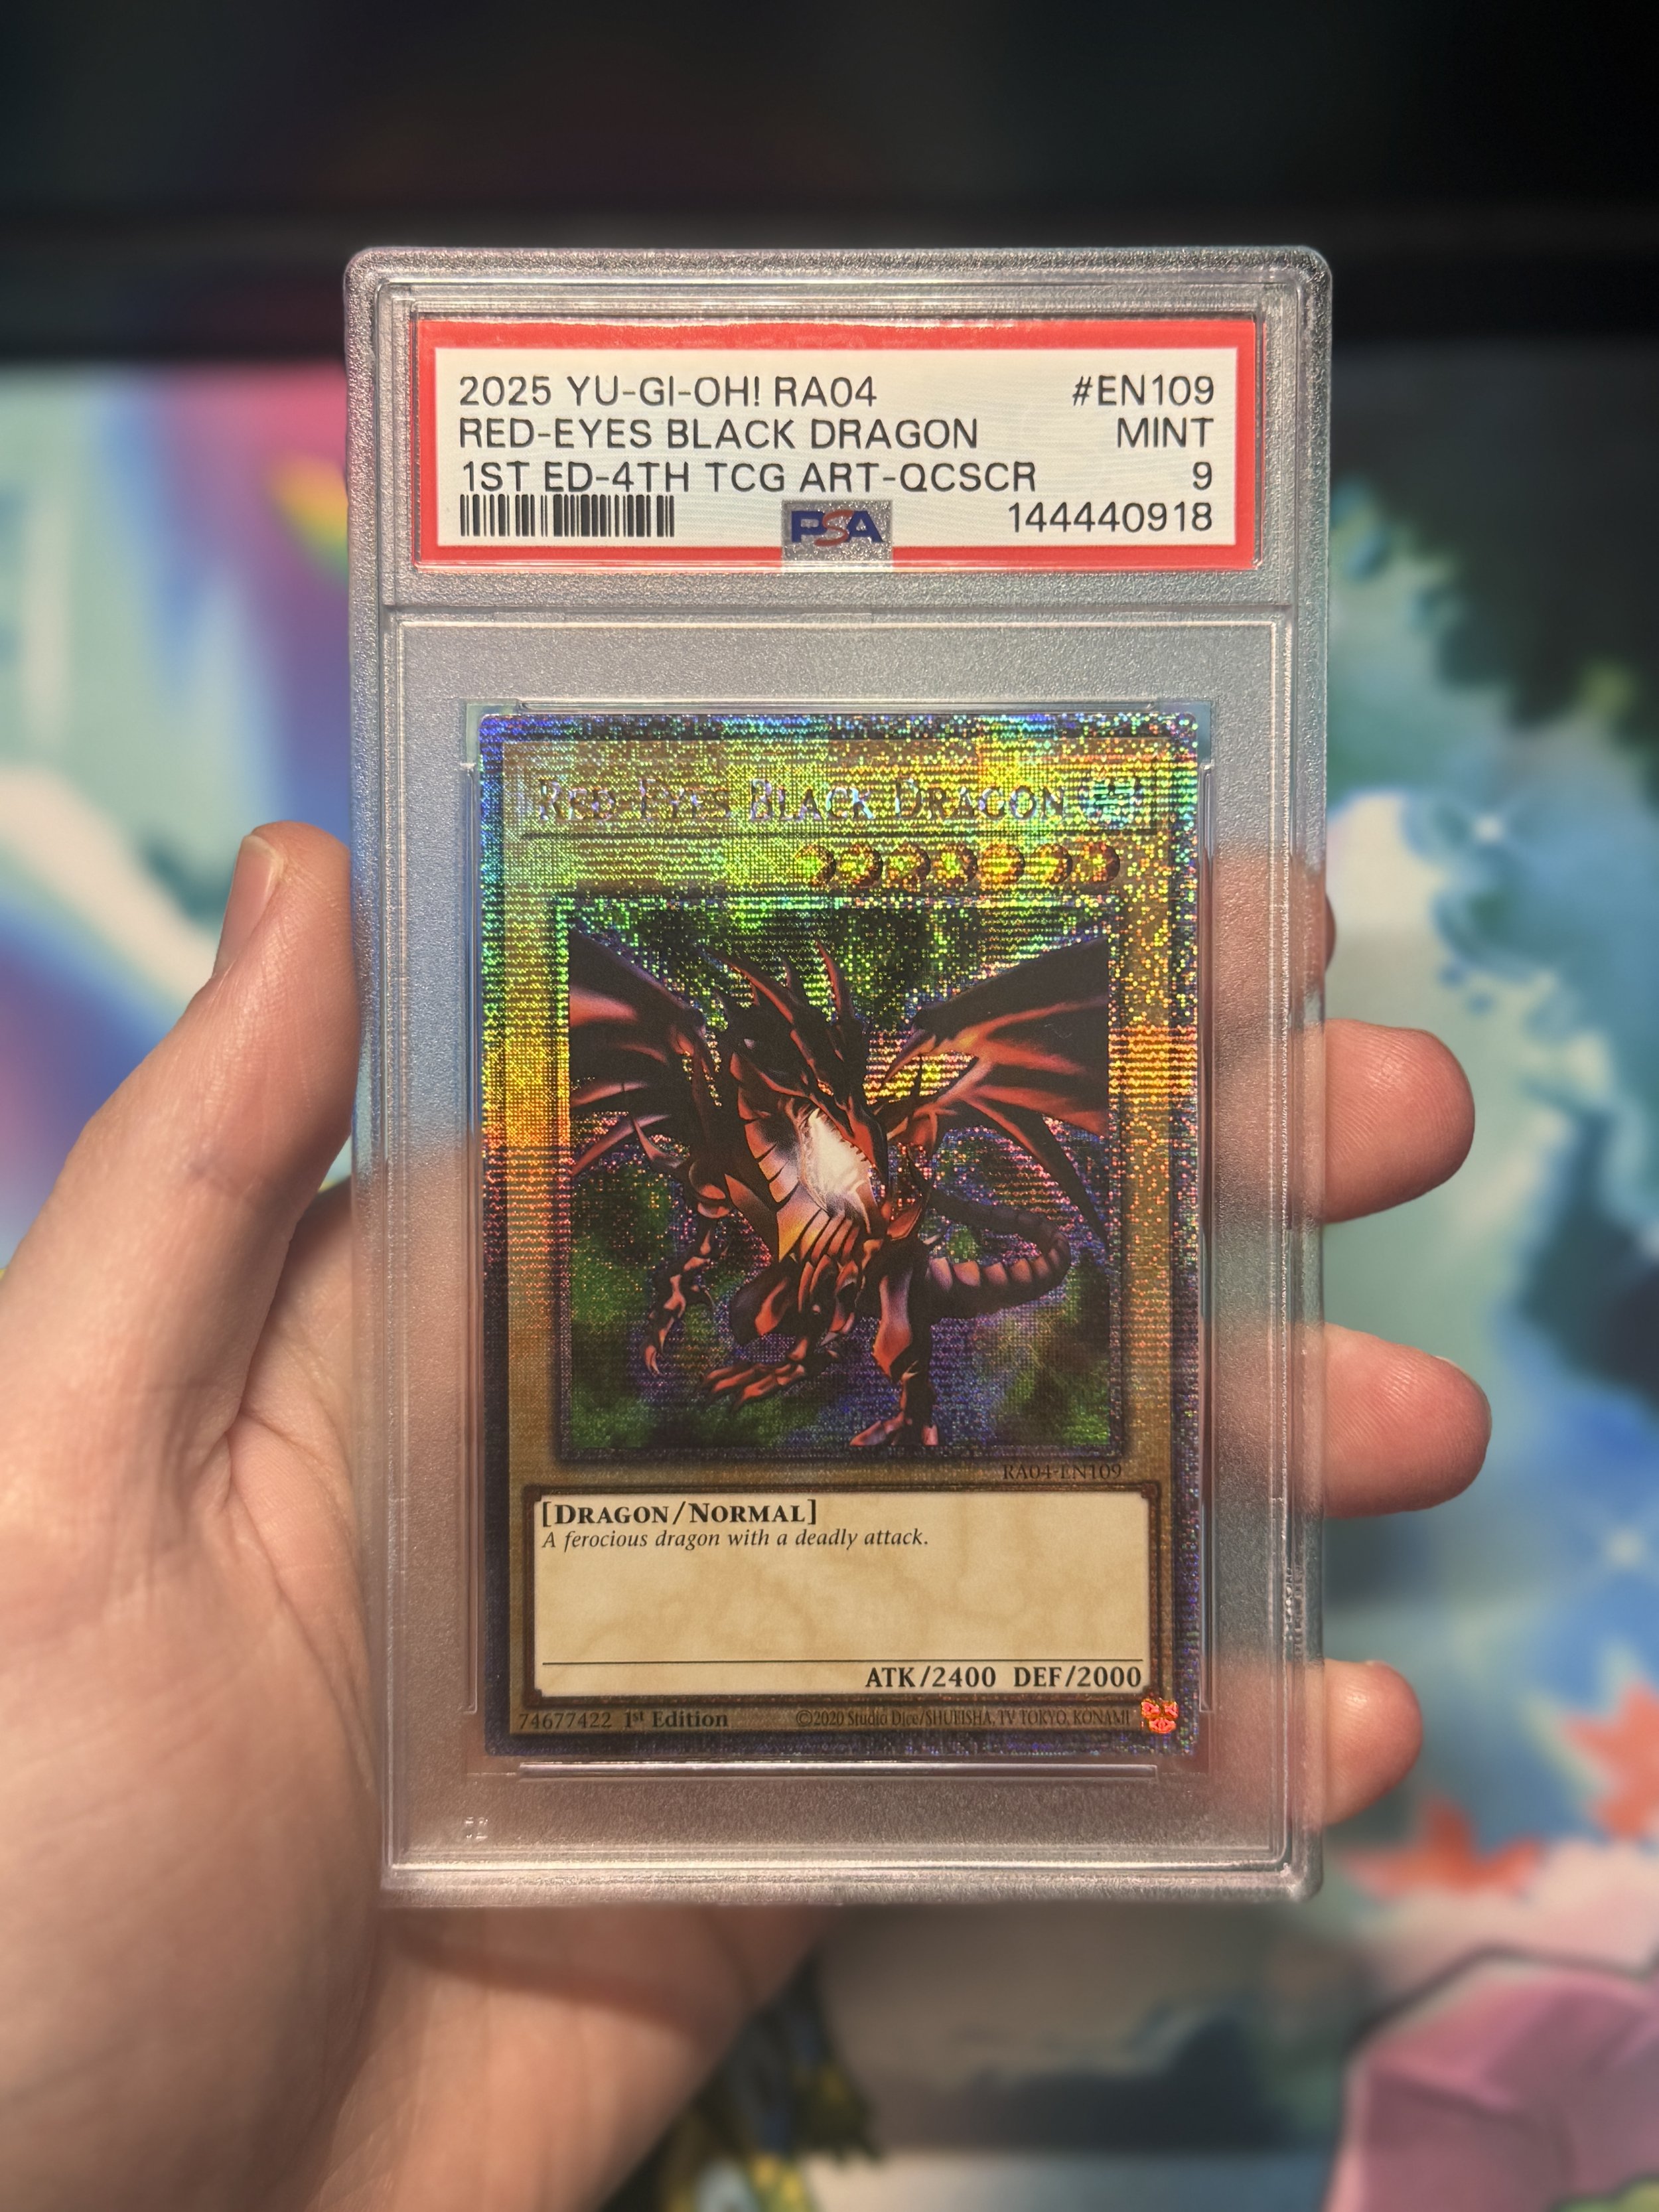 2025 YU-GI-OH! RA04 #EN109
RED-EYES BLACK DRAGON MINT
1ST ED-4TH TCG ART-QCSCR 9
PSA 144440918
RED-EYES BLACK DRAGON
RA04-EN109
[DRAGON/NORMAL]
A ferocious dragon with a deadly attack.
ATK/2400 DEF/2000
74677422 1st Edition ©2020 Studio Dice/SHUEISHA, TV TOKYO, KONAMI